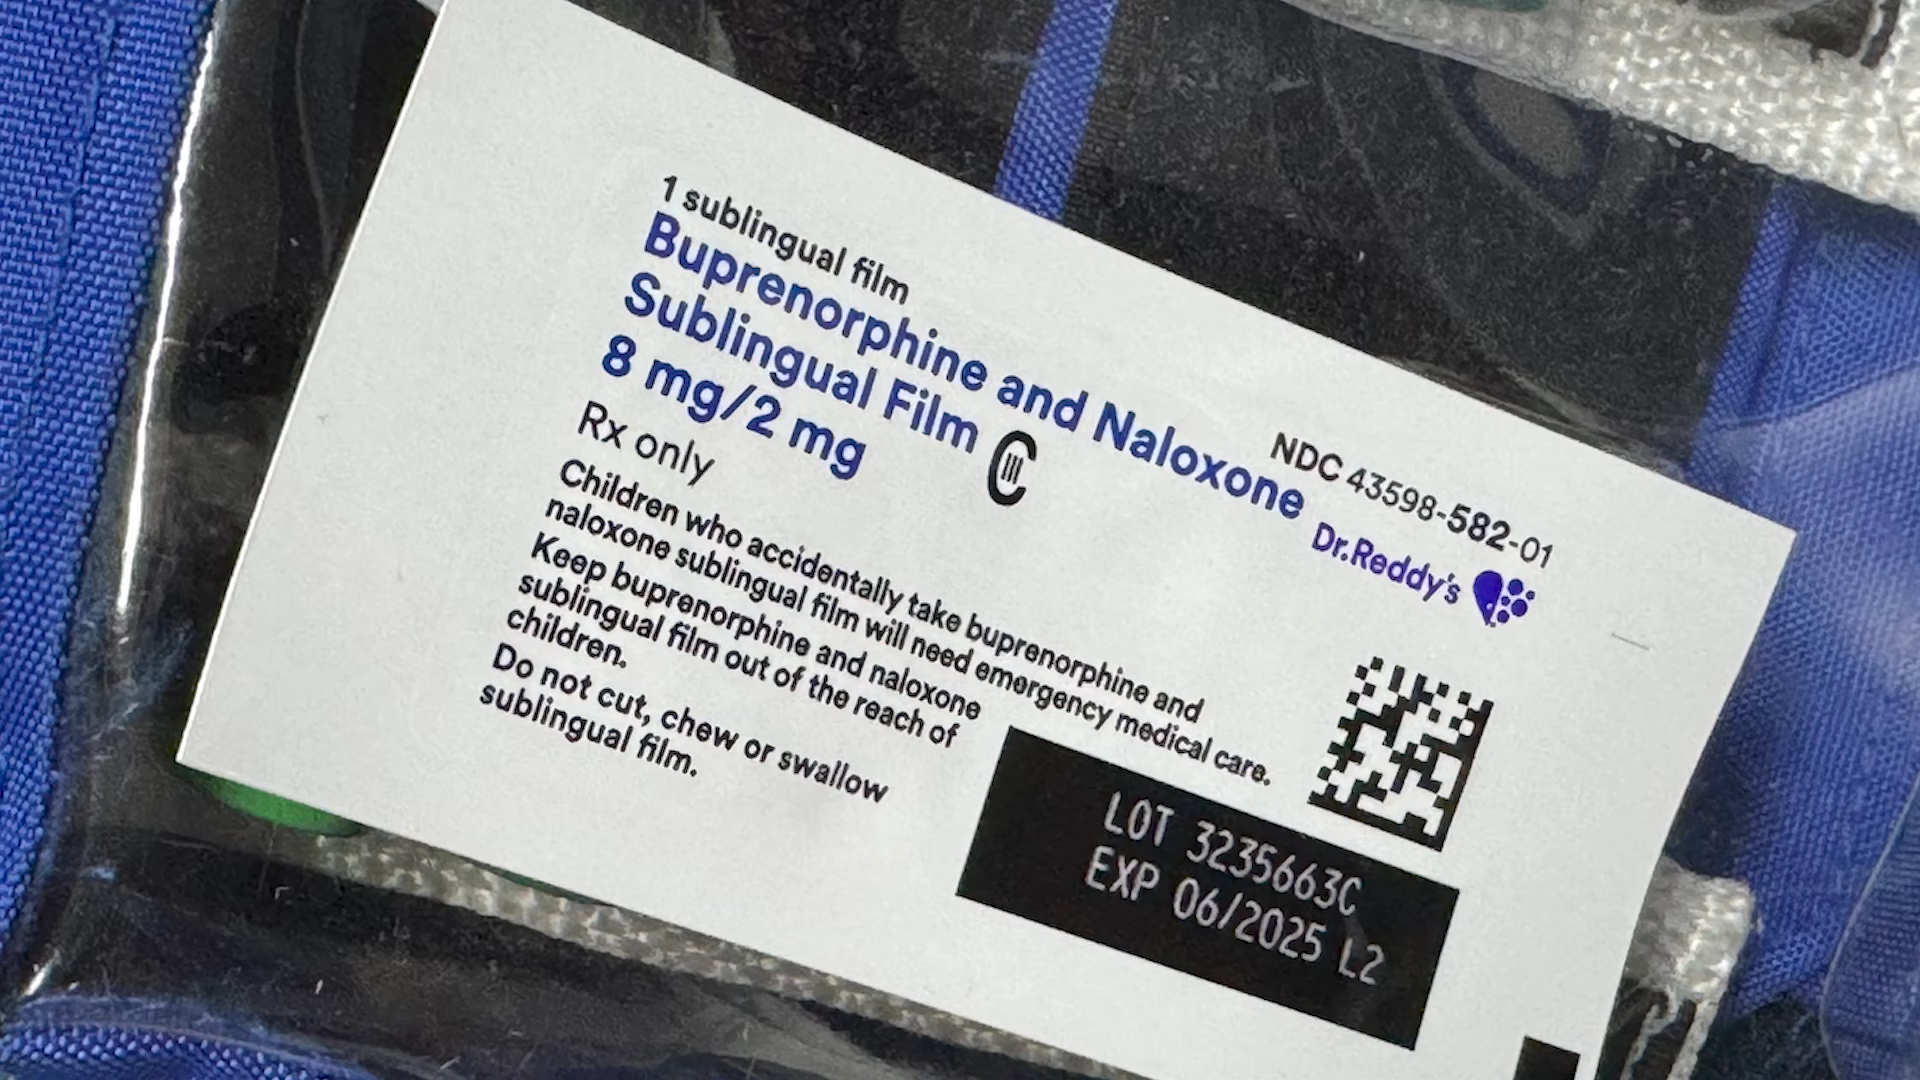 1 sublingual film
Buprenorphine and Naloxone
Sublingual Film CIII
8 mg/2 mg
Rx only
NDC 43598-582-01
Dr.Reddy's
Children who accidentally take buprenorphine and
naloxone sublingual film will need emergency medical care.
Keep buprenorphine and naloxone
sublingual film out of the reach of
children.
Do not cut, chew or swallow
sublingual film.
LOT 3235663C
EXP 06/2025 L2